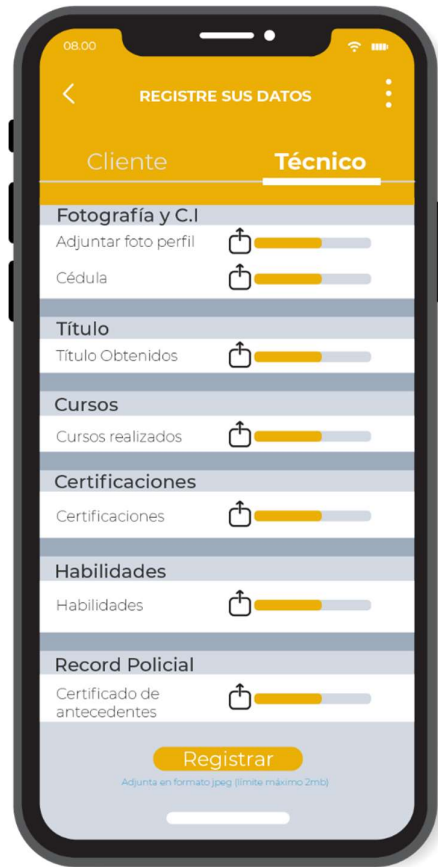 08.00
REGISTRE SUS DATOS
Cliente
Técnico
Fotografía y C.I
Adjuntar foto perfil
Cédula
Título
Título Obtenidos
Cursos
Cursos realizados
Certificaciones
Certificaciones
Habilidades
Habilidades
Record Policial
Certificado de
antecedentes
Registrar
Adjunta en formato jpeg (límite máximo 2mb)